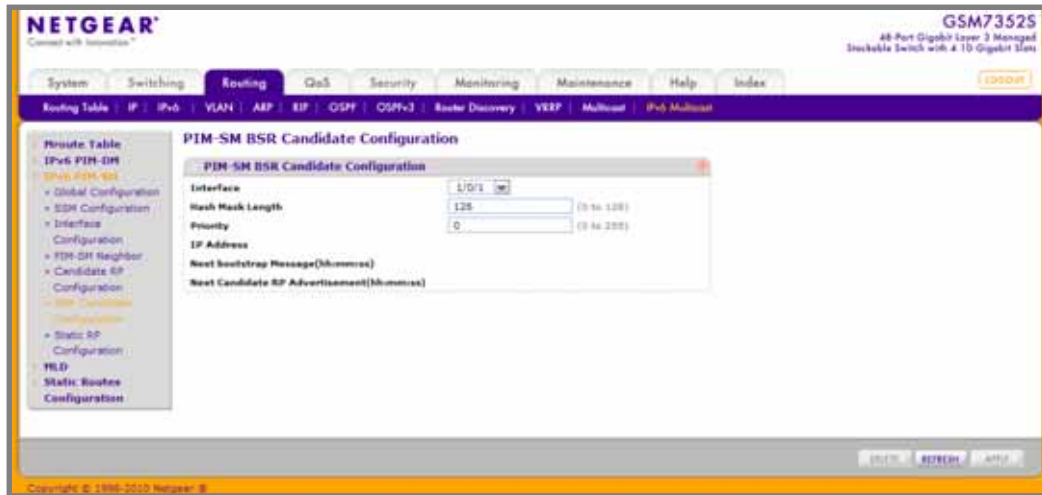 NETGEAR
Connect with Innovation
GSM7352S
48-Port Gigabit Layer 3 Managed
Stackable Switch with 4 10 Gigabit Slots
System Switching Routing QoS Security Monitoring Maintenance Help Index LOGOUT
Routing Table IP IPv6 VLAN ARP RIP OSPF OSPFv3 Router Discovery VRRP Multicast IPv6 Multicast
Mroute Table
IPv6 PIM-DM
IPv6 PIM-SM
Global Configuration
SSM Configuration
Interface
Configuration
PIM-SM Neighbor
Candidate RP
Configuration
BSR Candidate
Configuration
Static RP
Configuration
MLD
Static Routes
Configuration
PIM-SM BSR Candidate Configuration
PIM-SM BSR Candidate Configuration
Interface 1/0/1
Hash Mask Length 126 (0 to 128)
Priority 0 (0 to 255)
IP Address
Next bootstrap Message(hh:mm:ss)
Next Candidate RP Advertisement(hh:mm:ss)
DELETE REFRESH APPLY
Copyright © 1996-2010 Netgear ®